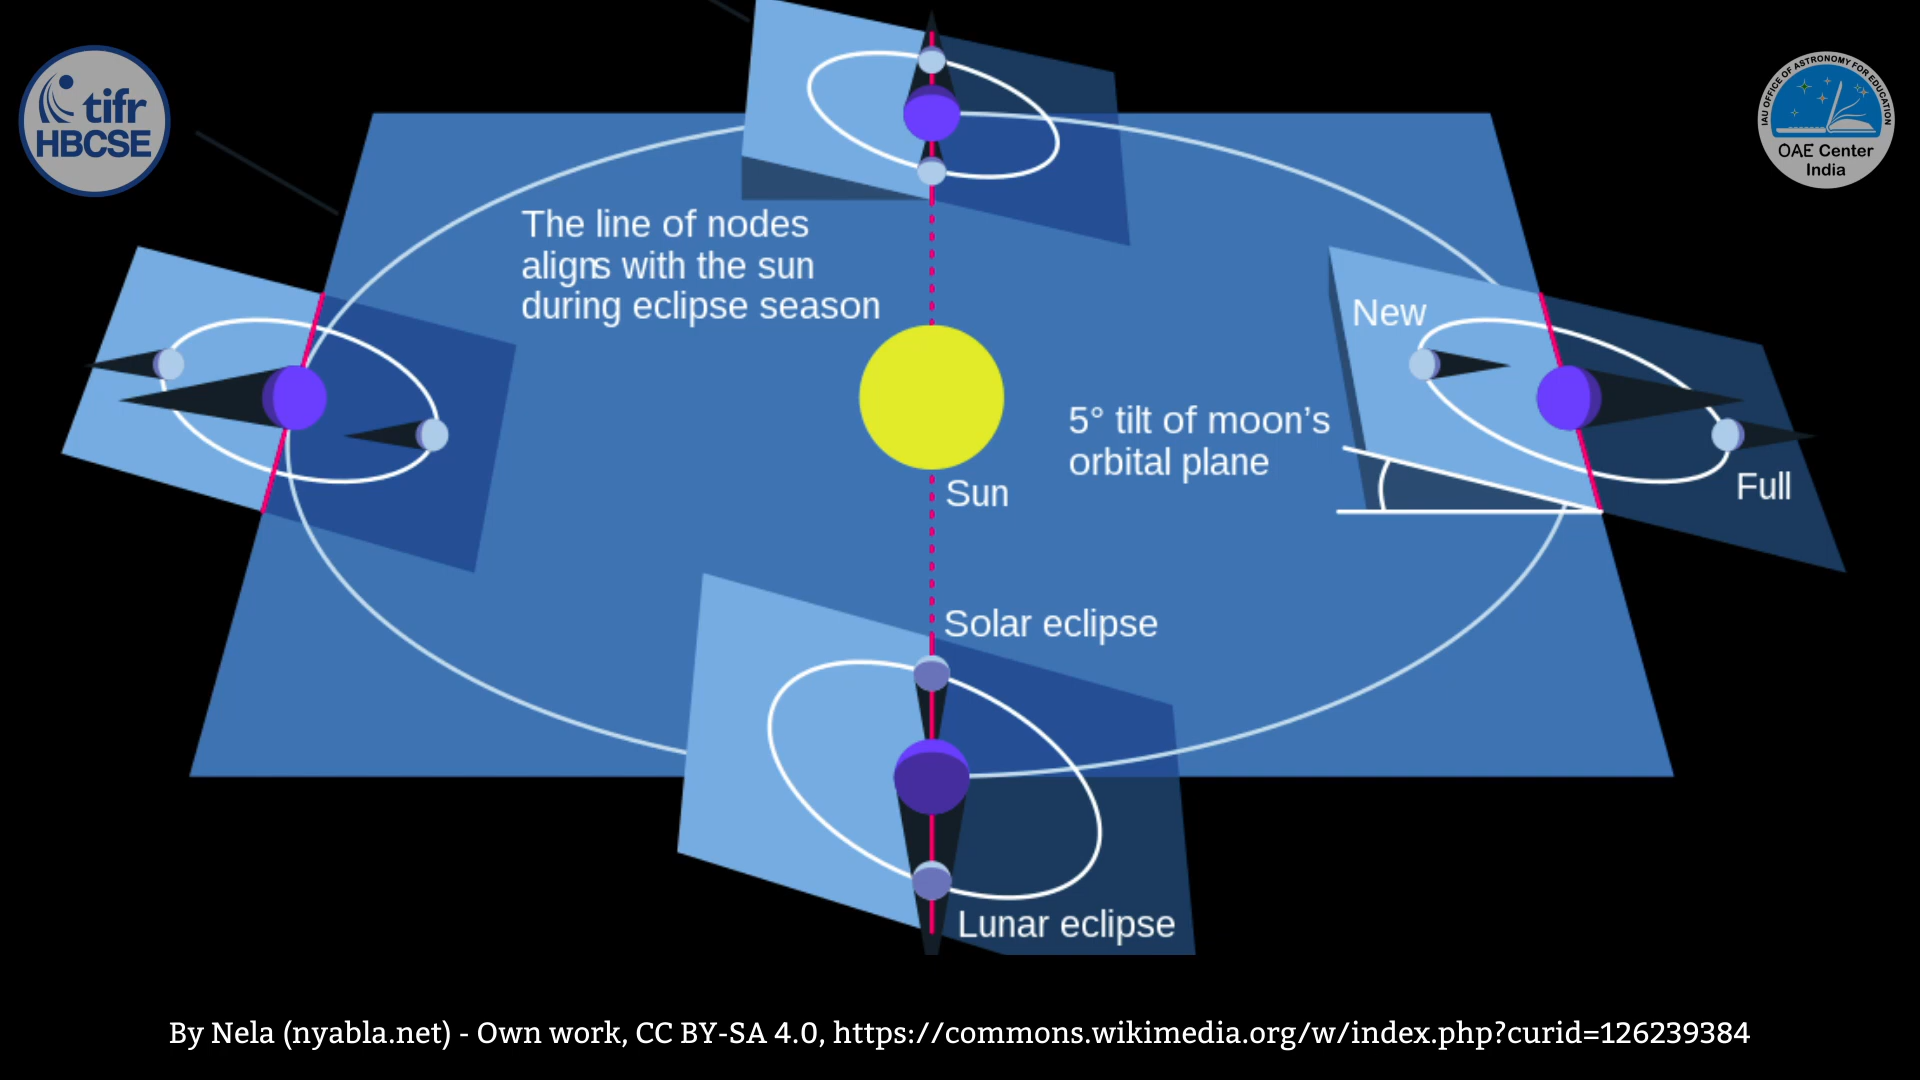 tifr
HBCSE
IAU OFFICE OF ASTRONOMY FOR EDUCATION
OAE Center
India
The line of nodes
aligns with the sun
during eclipse season
New
5° tilt of moon’s
orbital plane
Sun
Full
Solar eclipse
Lunar eclipse
By Nela (nyabla.net) - Own work, CC BY-SA 4.0, https://commons.wikimedia.org/w/index.php?curid=126239384